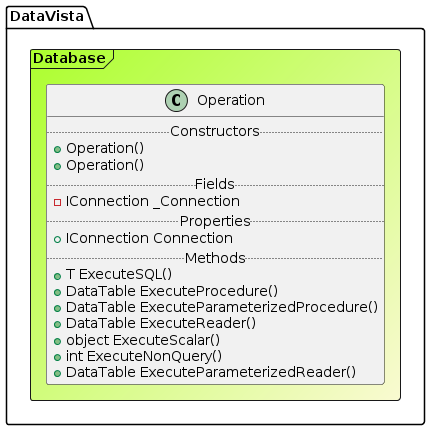 DataVista
Database
C Operation
Constructors
Operation()
Operation()
Fields
IConnection _Connection
Properties
IConnection Connection
Methods
T ExecuteSQL()
DataTable ExecuteProcedure()
DataTable ExecuteParameterizedProcedure()
DataTable ExecuteReader()
object ExecuteScalar()
int ExecuteNonQuery()
DataTable ExecuteParameterizedReader()